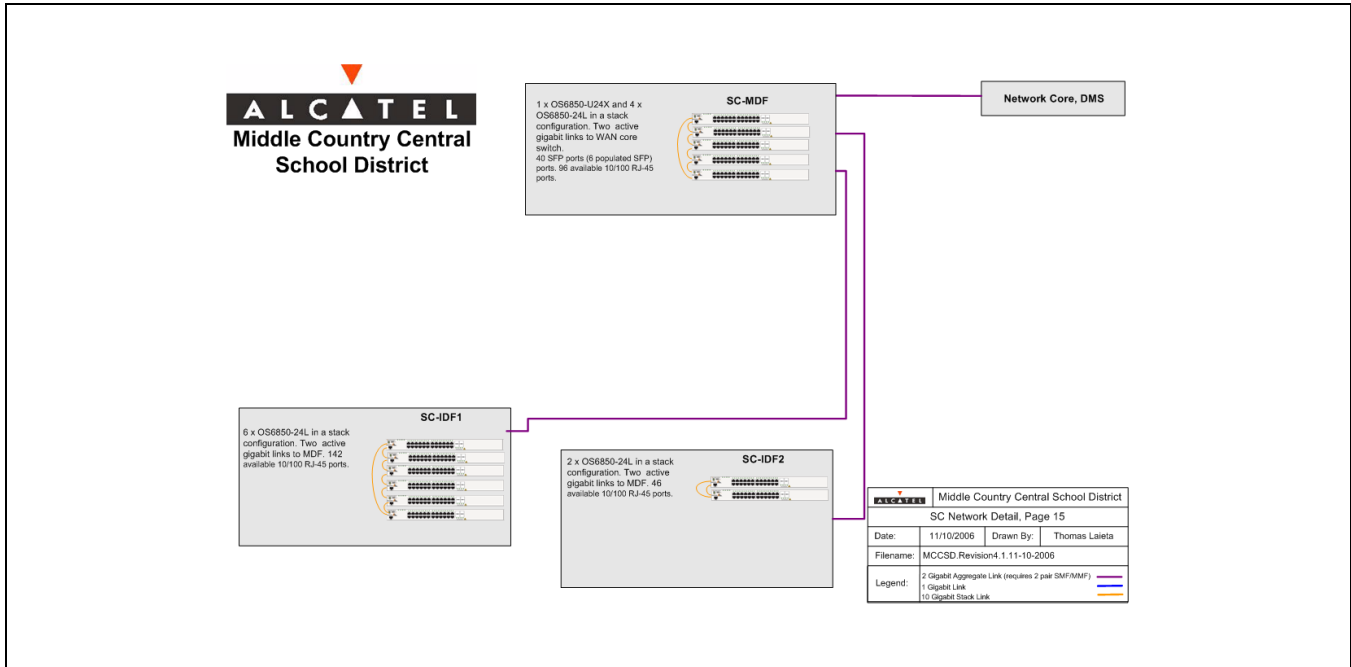 ALCATEL
Middle Country Central
School District
1 x OS6850-U24X and 4 x
OS6850-24L in a stack
configuration. Two active
gigabit links to WAN core
switch.
40 SFP ports (6 populated SFP)
ports. 96 available 10/100 RJ-45
ports.
SC-MDF
Network Core, DMS
SC-IDF1
6 x OS6850-24L in a stack
configuration. Two active
gigabit links to MDF. 142
available 10/100 RJ-45 ports.
SC-IDF2
2 x OS6850-24L in a stack
configuration. Two active
gigabit links to MDF. 46
available 10/100 RJ-45 ports.
ALCATEL Middle Country Central School District
SC Network Detail, Page 15
Date: 11/10/2006 Drawn By: Thomas Laieta
Filename: MCCSD.Revision4.1.11-10-2006
Legend:
2 Gigabit Aggregate Link (requires 2 pair SMF/MMF)
1 Gigabit Link
10 Gigabit Stack Link